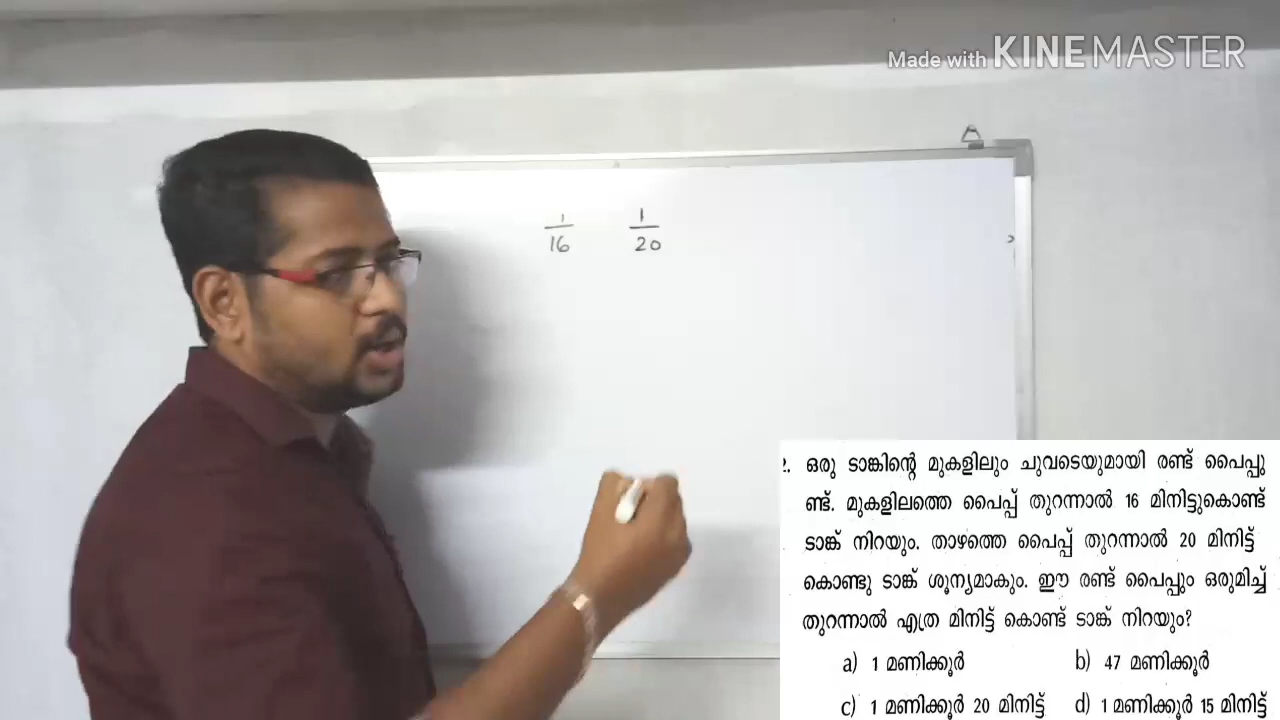 Made with KINEMASTER
1/16 1/20
2. ഒരു ടാങ്കിന്റെ മുകളിലും ചുവടെയുമായി രണ്ട് പൈപ്പു
ണ്ട്. മുകളിലത്തെ പൈപ്പ് തുറന്നാൽ 16 മിനിട്ടുകൊണ്ട്
ടാങ്ക് നിറയും. താഴത്തെ പൈപ്പ് തുറന്നാൽ 20 മിനിട്ട്
കൊണ്ടു ടാങ്ക് ശൂന്യമാകും. ഈ രണ്ട് പൈപ്പും ഒരുമിച്ച്
തുറന്നാൽ എത്ര മിനിട്ട് കൊണ്ട് ടാങ്ക് നിറയും?
a) 1 മണിക്കൂർ b) 47 മണിക്കൂർ
c) 1 മണിക്കൂർ 20 മിനിട്ട് d) 1 മണിക്കൂർ 15 മിനിട്ട്